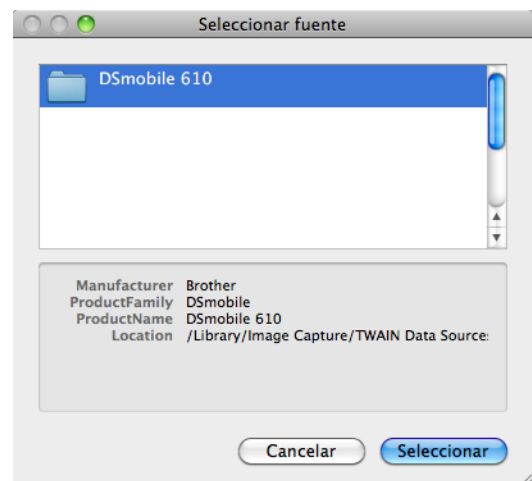 Seleccionar fuente
DSmobile 610
Manufacturer Brother
ProductFamily DSmobile
ProductName DSmobile 610
Location /Library/Image Capture/TWAIN Data Source:
Cancelar Seleccionar